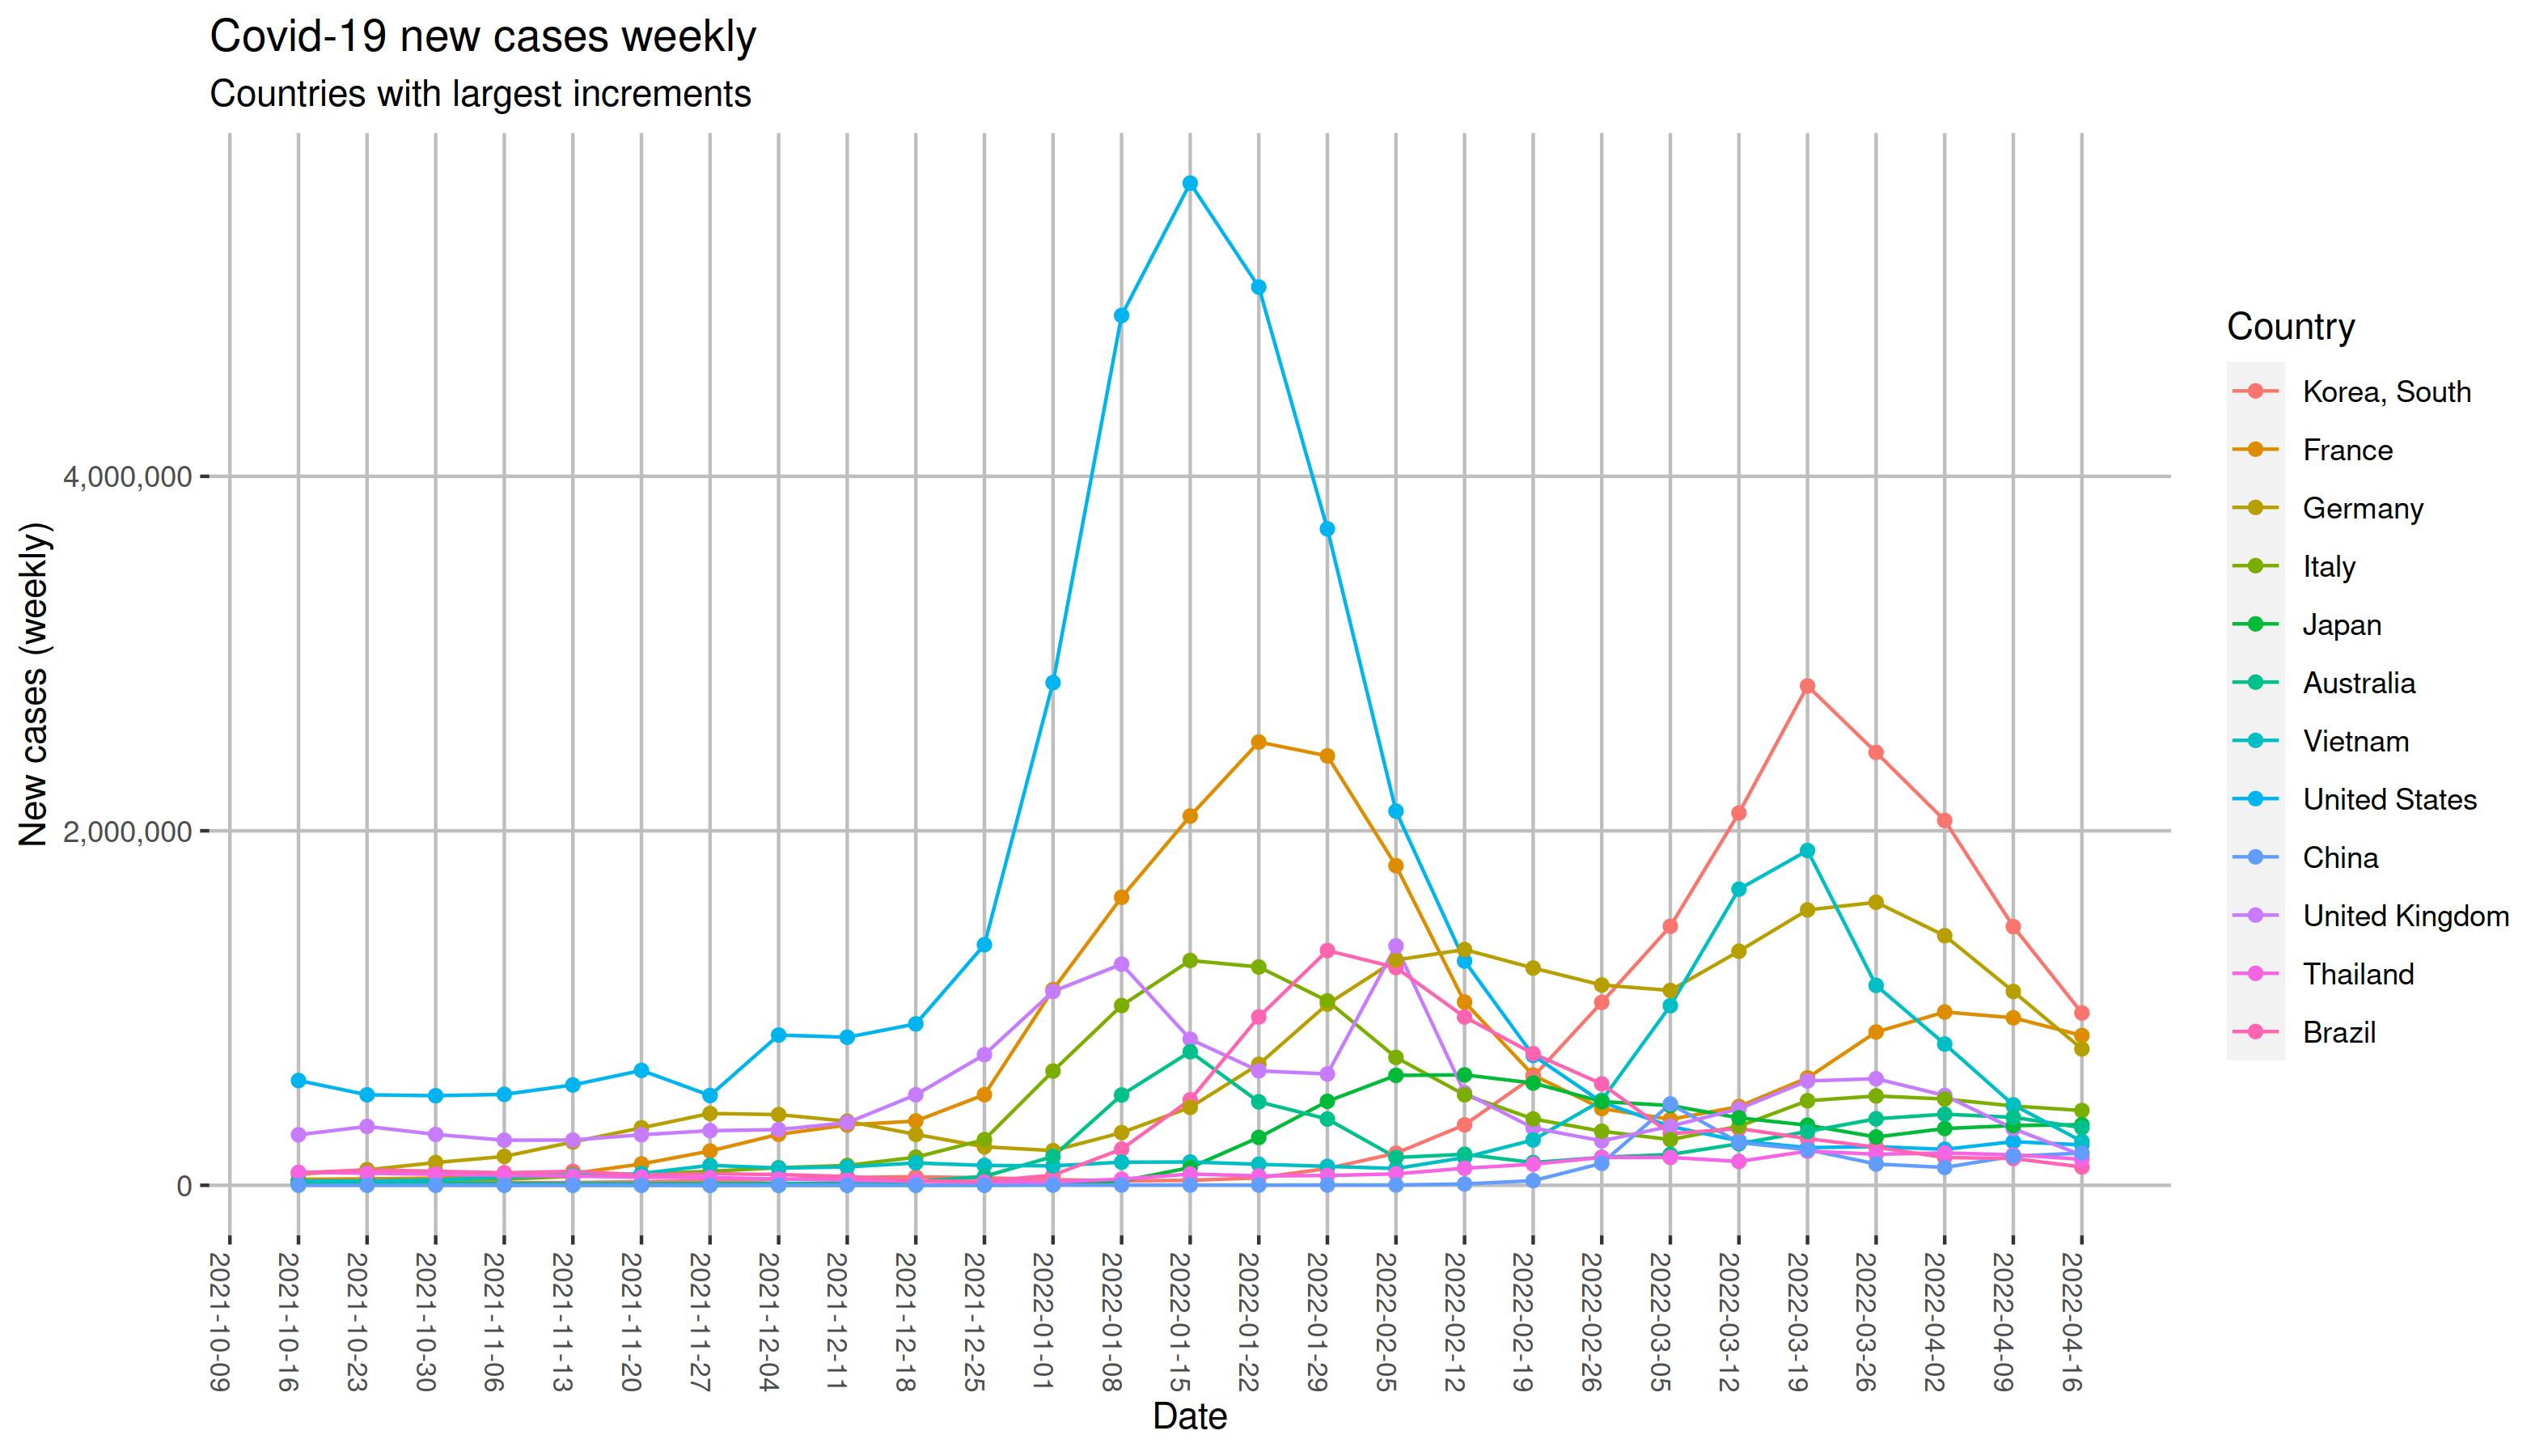 Covid-19 new cases weekly
Countries with largest increments
New cases (weekly)
4,000,000
2,000,000
0
2021-10-09
2021-10-16
2021-10-23
2021-10-30
2021-11-06
2021-11-13
2021-11-20
2021-11-27
2021-12-04
2021-12-11
2021-12-18
2021-12-25
2022-01-01
2022-01-08
2022-01-15
2022-01-22
2022-01-29
2022-02-05
2022-02-12
2022-02-19
2022-02-26
2022-03-05
2022-03-12
2022-03-19
2022-03-26
2022-04-02
2022-04-09
2022-04-16
Date
Country
Korea, South
France
Germany
Italy
Japan
Australia
Vietnam
United States
China
United Kingdom
Thailand
Brazil